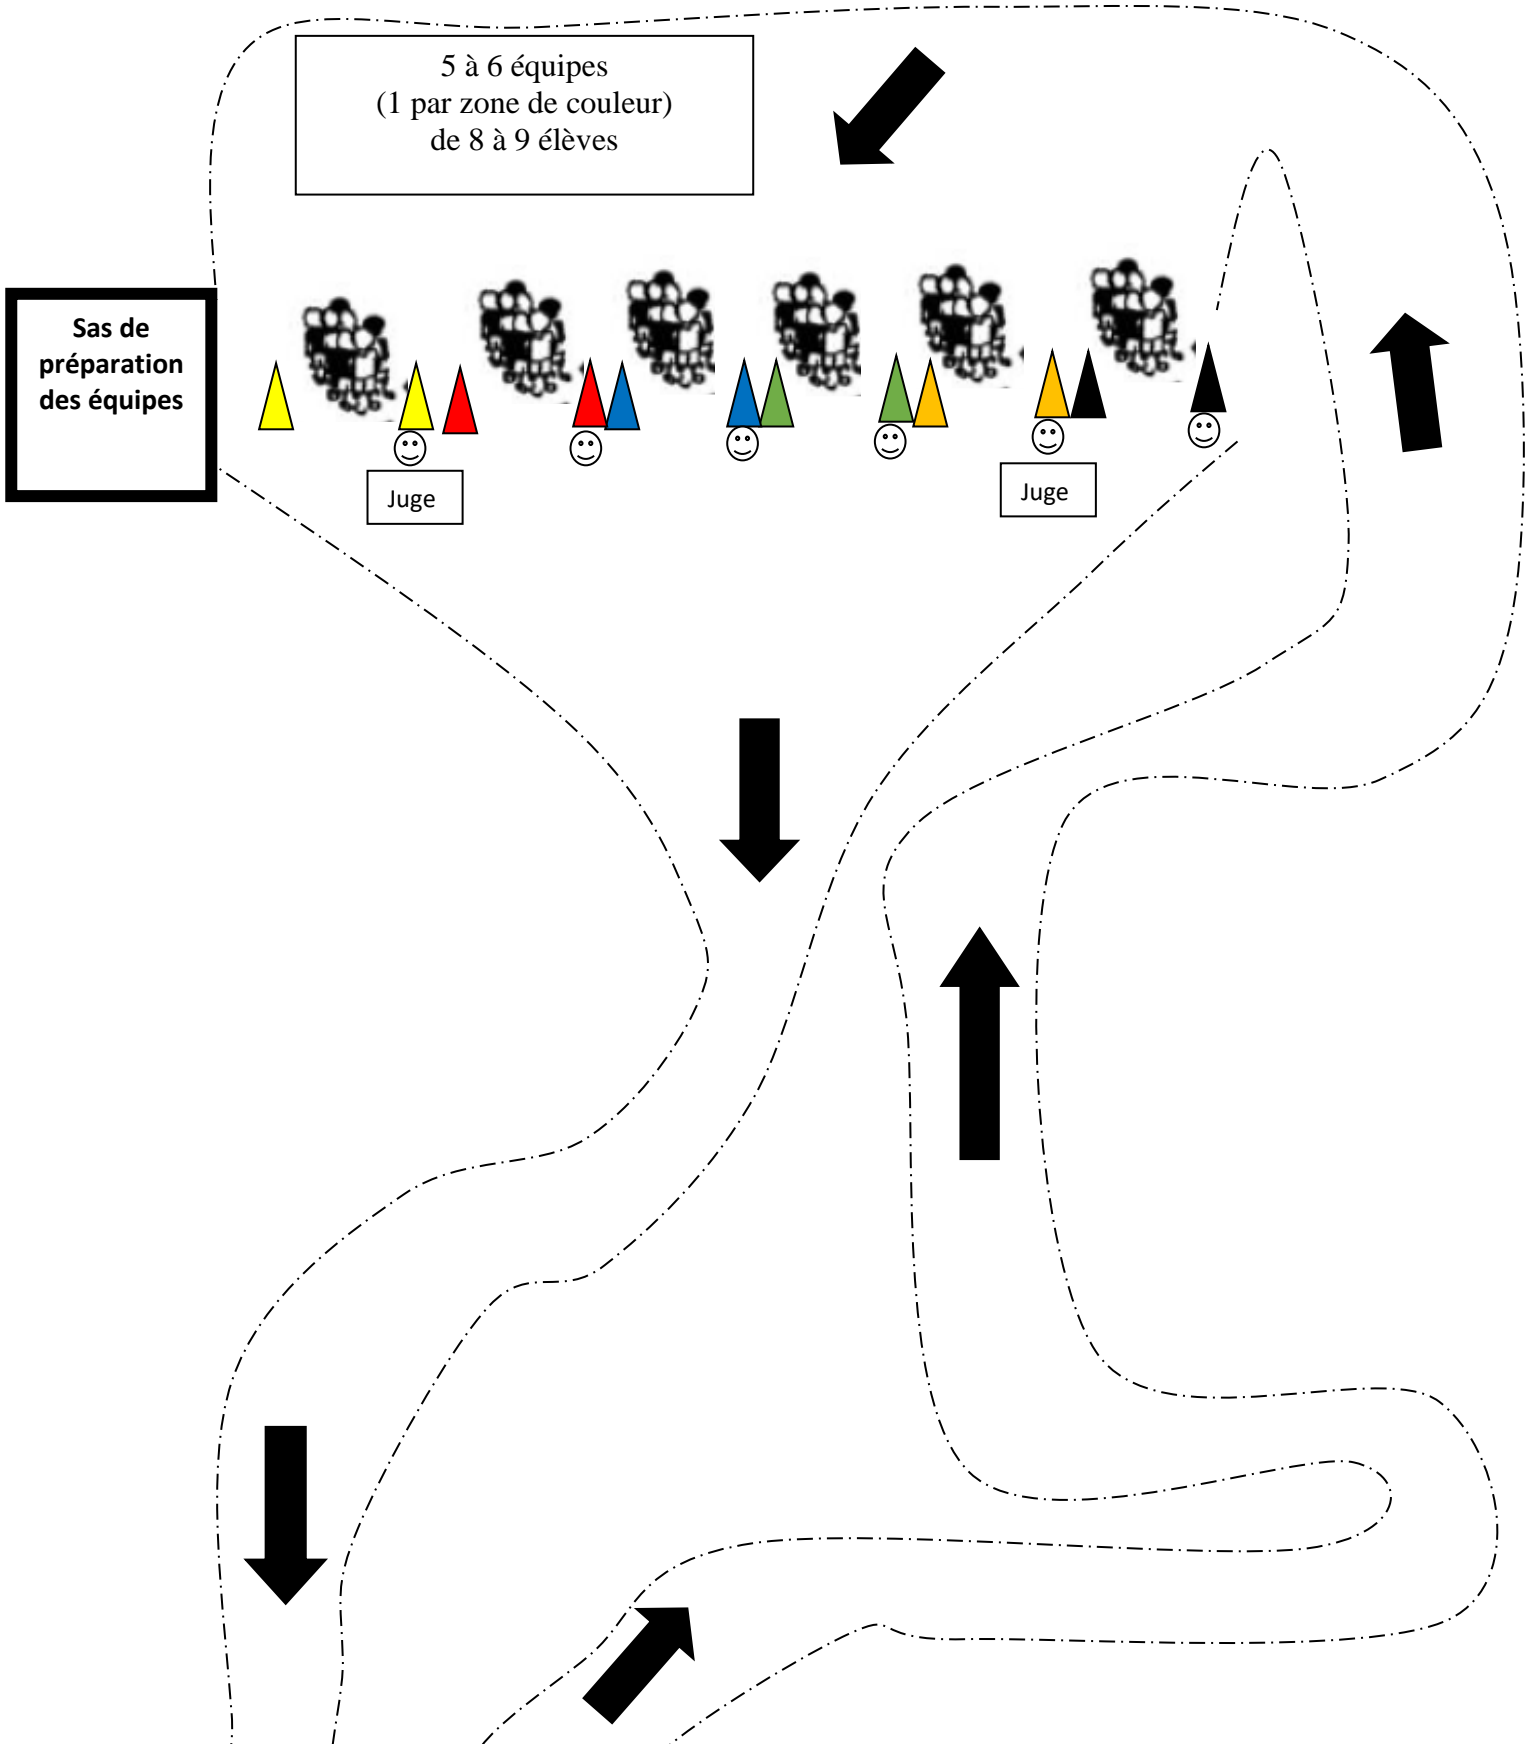 5 à 6 équipes
(1 par zone de couleur)
de 8 à 9 élèves
Sas de
préparation
des équipes
Juge
Juge